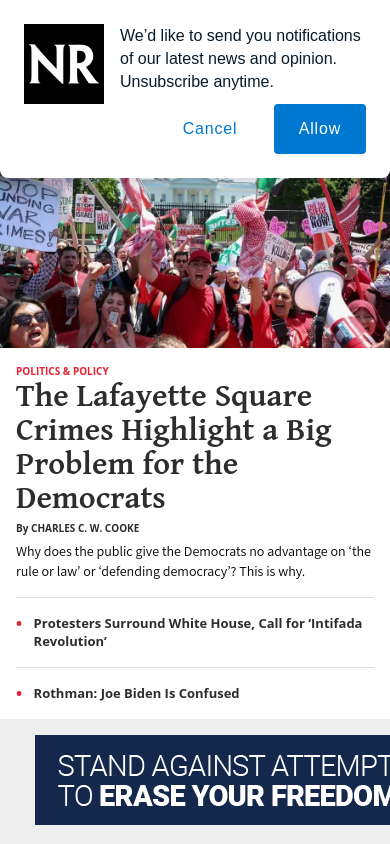 NR
We’d like to send you notifications
of our latest news and opinion.
Unsubscribe anytime.
Cancel
Allow
STOP
WAR
CRIMES!
POLITICS & POLICY
The Lafayette Square
Crimes Highlight a Big
Problem for the
Democrats
By CHARLES C. W. COOKE
Why does the public give the Democrats no advantage on ‘the
rule or law’ or ‘defending democracy’? This is why.
• Protesters Surround White House, Call for ‘Intifada
Revolution’
• Rothman: Joe Biden Is Confused
STAND AGAINST ATTEMPT
TO ERASE YOUR FREEDOM